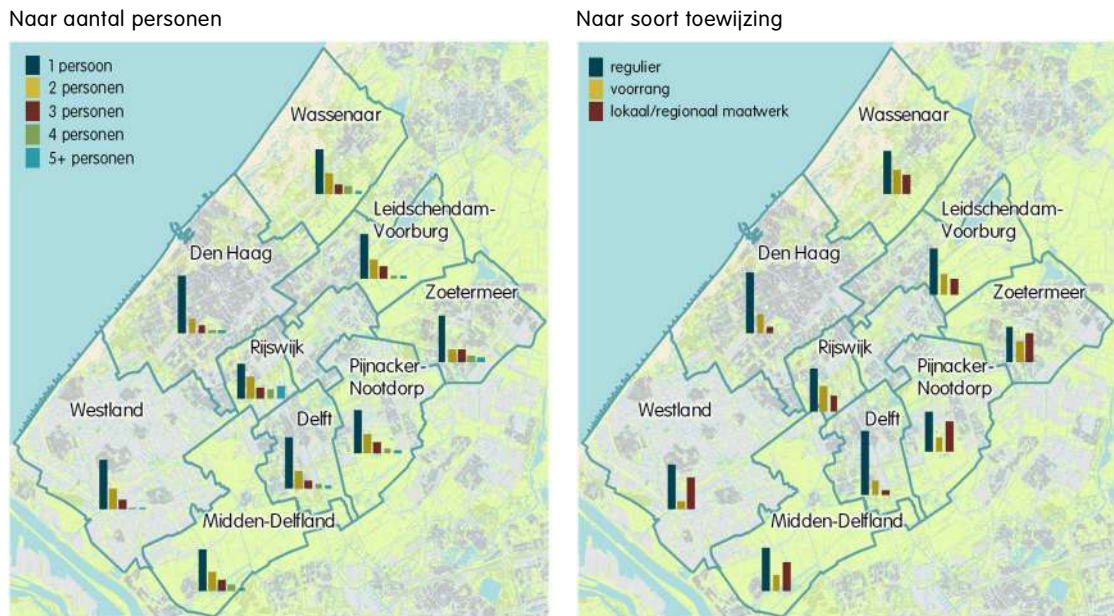 Naar aantal personen
1 persoon
2 personen
3 personen
4 personen
5+ personen
Wassenaar
Leidschendam-
Voorburg
Den Haag
Zoetermeer
Rijswijk
Pijnacker-
Nootdorp
Westland
Delft
Midden-Delfland
Naar soort toewijzing
regulier
voorrang
lokaal/regionaal maatwerk
Wassenaar
Leidschendam-
Voorburg
Den Haag
Zoetermeer
Rijswijk
Pijnacker-
Nootdorp
Westland
Delft
Midden-Delfland